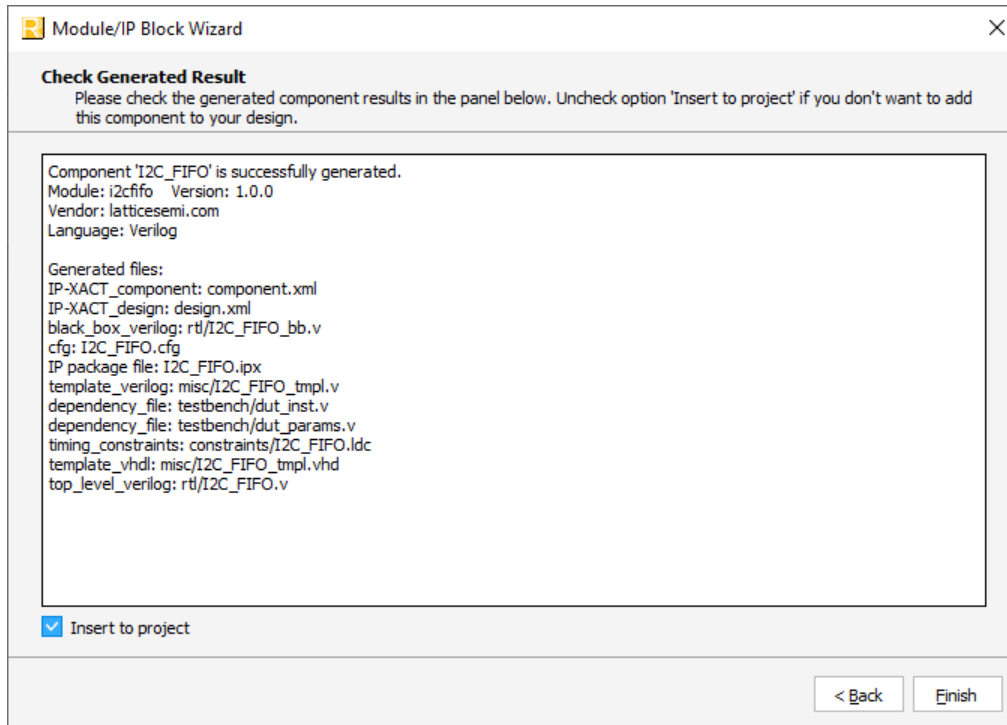 Module/IP Block Wizard
Check Generated Result
Please check the generated component results in the panel below. Uncheck option 'Insert to project' if you don't want to add
this component to your design.
Component 'I2C_FIFO' is successfully generated.
Module: i2cfifo    Version: 1.0.0
Vendor: latticesemi.com
Language: Verilog
Generated files:
IP-XACT_component: component.xml
IP-XACT_design: design.xml
black_box_verilog: rtl/I2C_FIFO_bb.v
cfg: I2C_FIFO.cfg
IP package file: I2C_FIFO.ipx
template_verilog: misc/I2C_FIFO_tmpl.v
dependency_file: testbench/dut_inst.v
dependency_file: testbench/dut_params.v
timing_constraints: constraints/I2C_FIFO.ldc
template_vhdl: misc/I2C_FIFO_tmpl.vhd
top_level_verilog: rtl/I2C_FIFO.v
Insert to project
< Back
Finish